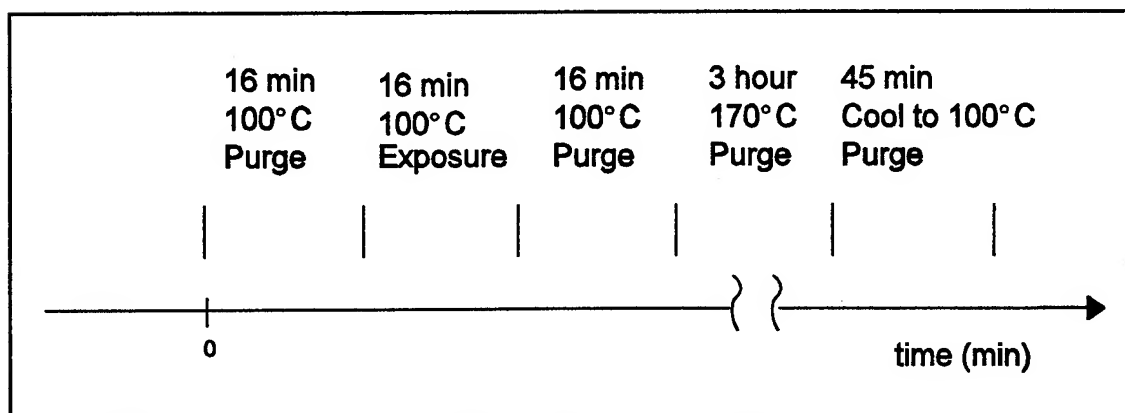 16 min
100°C
Purge
16 min
100°C
Exposure
16 min
100°C
Purge
3 hour
170°C
Purge
45 min
Cool to 100°C
Purge
0
time (min)